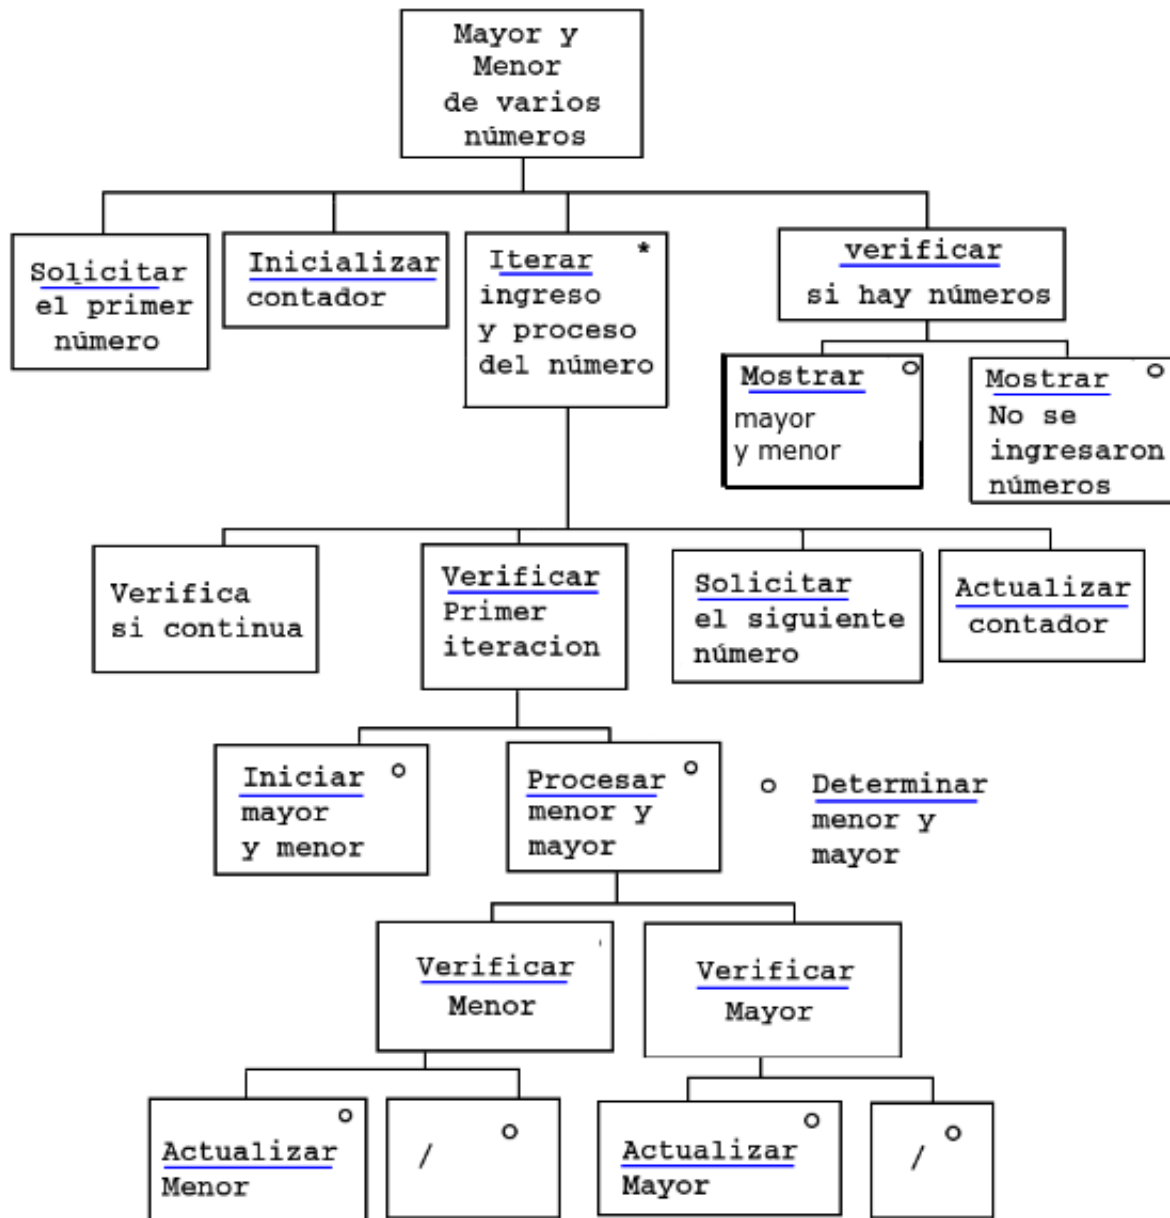 Mayor y
Menor
de varios
números
Solicitar
el primer
número
Inicializar
contador
Iterar *
ingreso
y proceso
del número
verificar
si hay números
Mostrar o
mayor
y menor
Mostrar o
No se
ingresaron
números
Verifica
si continua
Verificar
Primer
iteracion
Solicitar
el siguiente
número
Actualizar
contador
Iniciar o
mayor
y menor
Procesar o
menor y
mayor
o Determinar
menor y
mayor
Verificar
Menor
Verificar
Mayor
o
Actualizar
Menor
o
/
o
Actualizar
Mayor
o
/